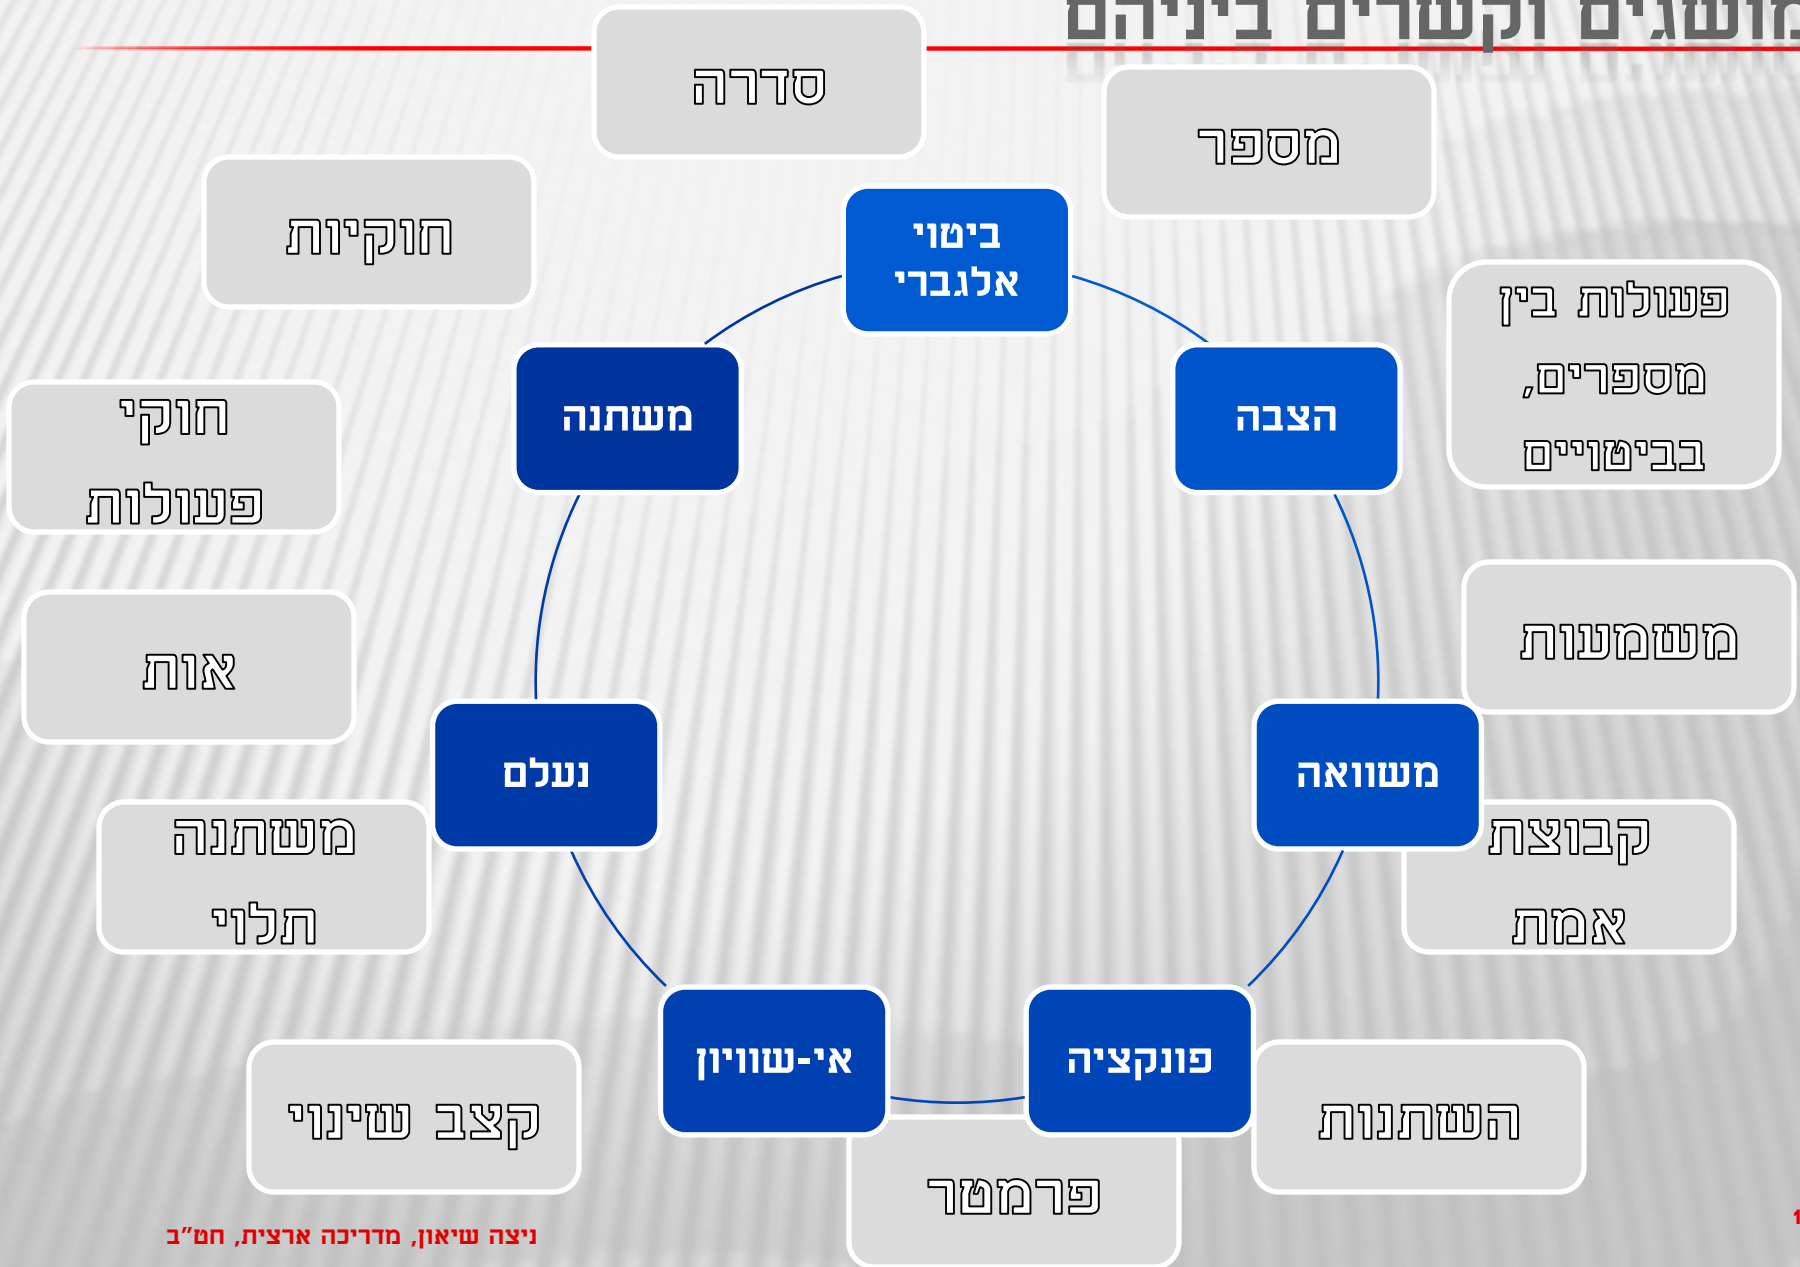 מושגים וקשרים ביניהם
סדרה
מספר
חוקיות
ביטוי
אלגברי
פעולות בין
מספרים,
בביטויים
משתנה
הצבה
חוקי
פעולות
משמעות
אות
נעלם
משוואה
משתנה
תלוי
קבוצת
אמת
אי-שוויון
פונקציה
קצב שינוי
השתנות
פרמטר
ניצה שיאון, מדריכה ארצית, חט"ב
1